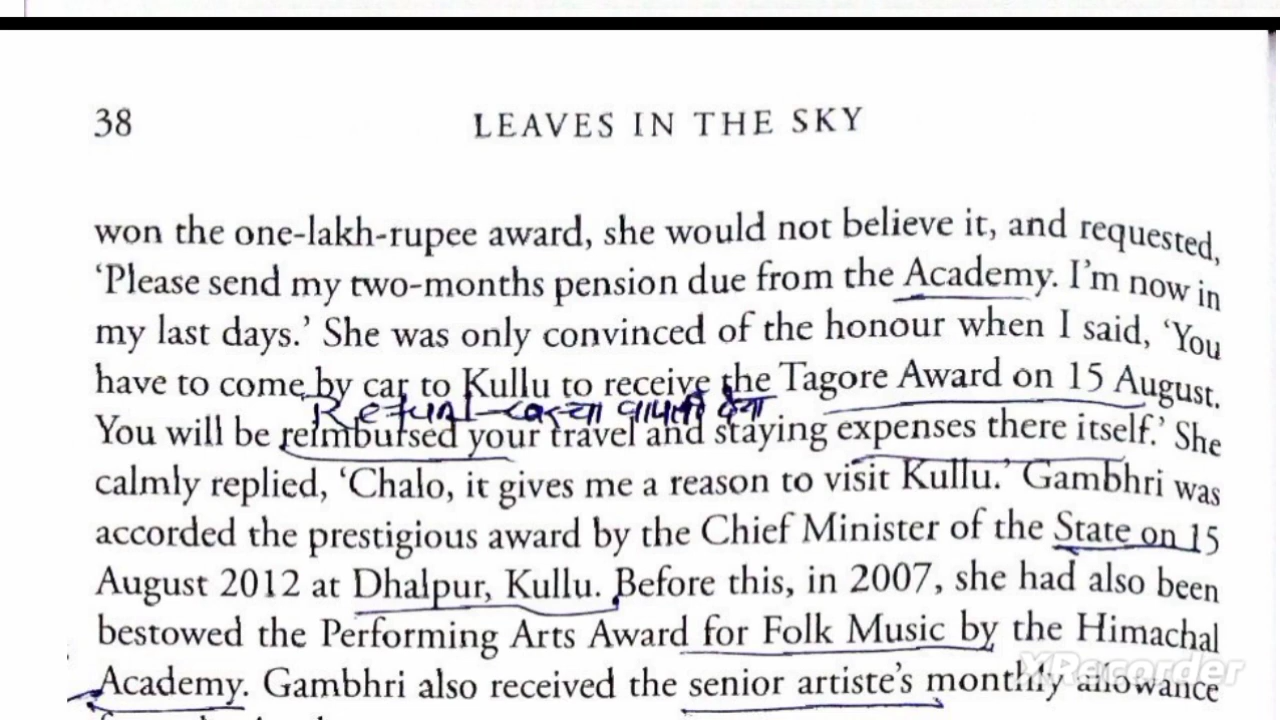 38 LEAVES IN THE SKY
won the one-lakh-rupee award, she would not believe it, and requested,
‘Please send my two-months pension due from the Academy. I’m now in
my last days.’ She was only convinced of the honour when I said, ‘You
have to come by car to Kullu to receive the Tagore Award on 15 August.
You will be reimbursed your travel and staying expenses there itself.’ She
calmly replied, ‘Chalo, it gives me a reason to visit Kullu.’ Gambhri was
accorded the prestigious award by the Chief Minister of the State on 15
August 2012 at Dhalpur, Kullu. Before this, in 2007, she had also been
bestowed the Performing Arts Award for Folk Music by the Himachal
XRecorder
Academy. Gambhri also received the senior artiste’s monthly allowance